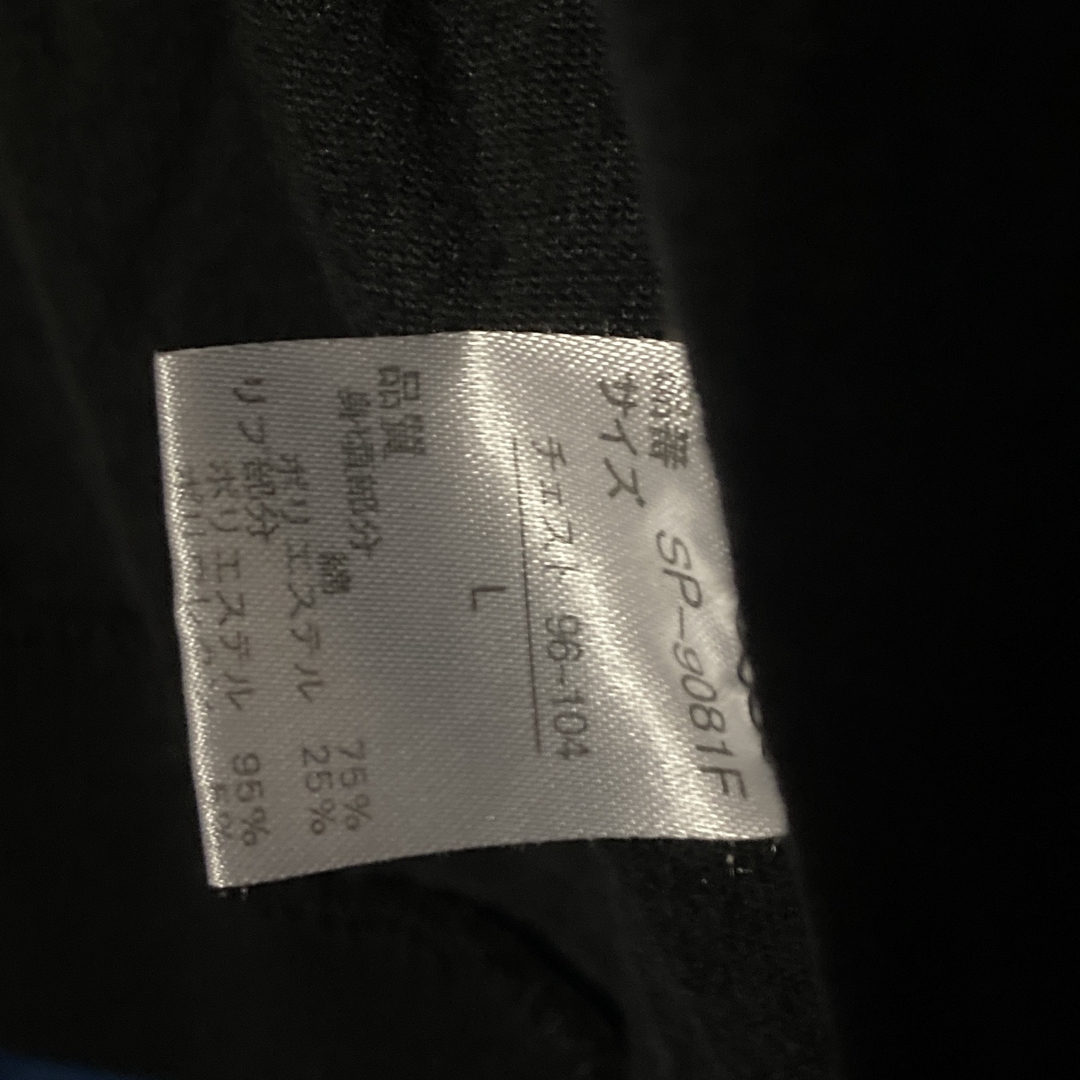 品番 SP-9081F
サイズ
チェスト 96-104
L
品質
身頃部分
綿 75%
ポリエステル 25%
リブ部分
ポリエステル 95%